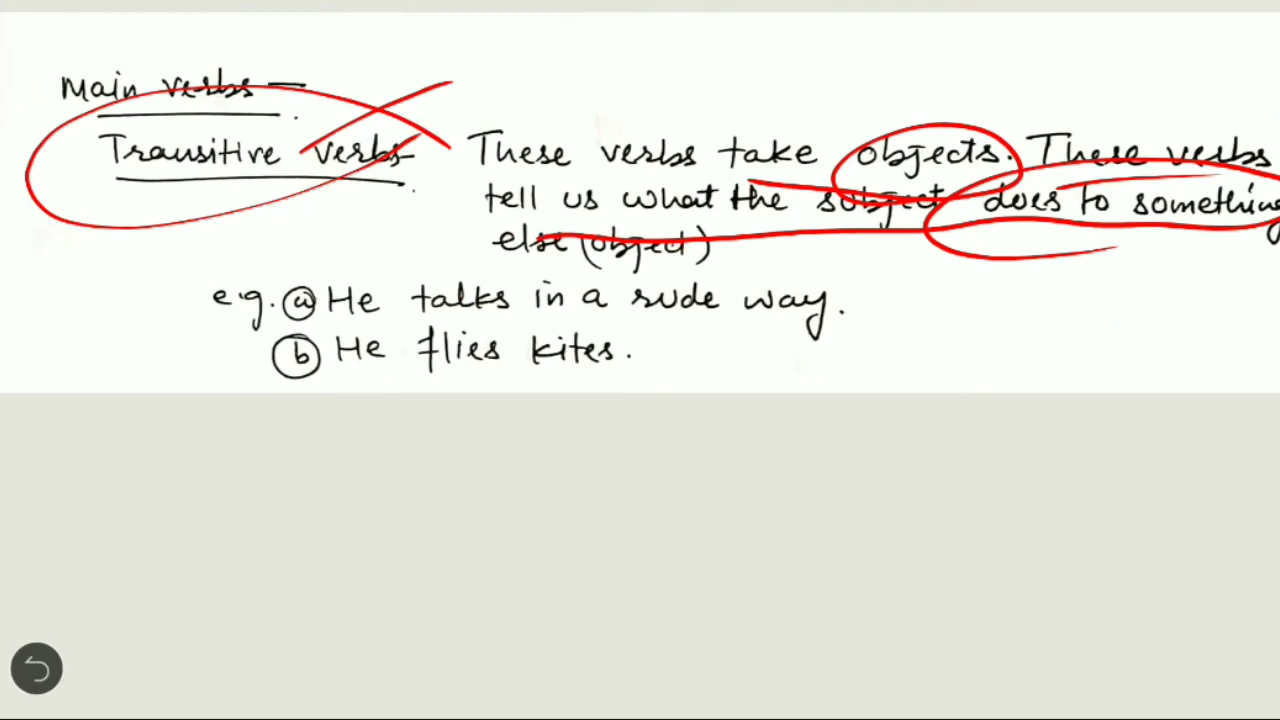 Main verbs —
Transitive verbs- These verbs take objects. These verbs
tell us what the subject does to something
else (object)
e.g. (a) He talks in a rude way.
(b) He flies kites.